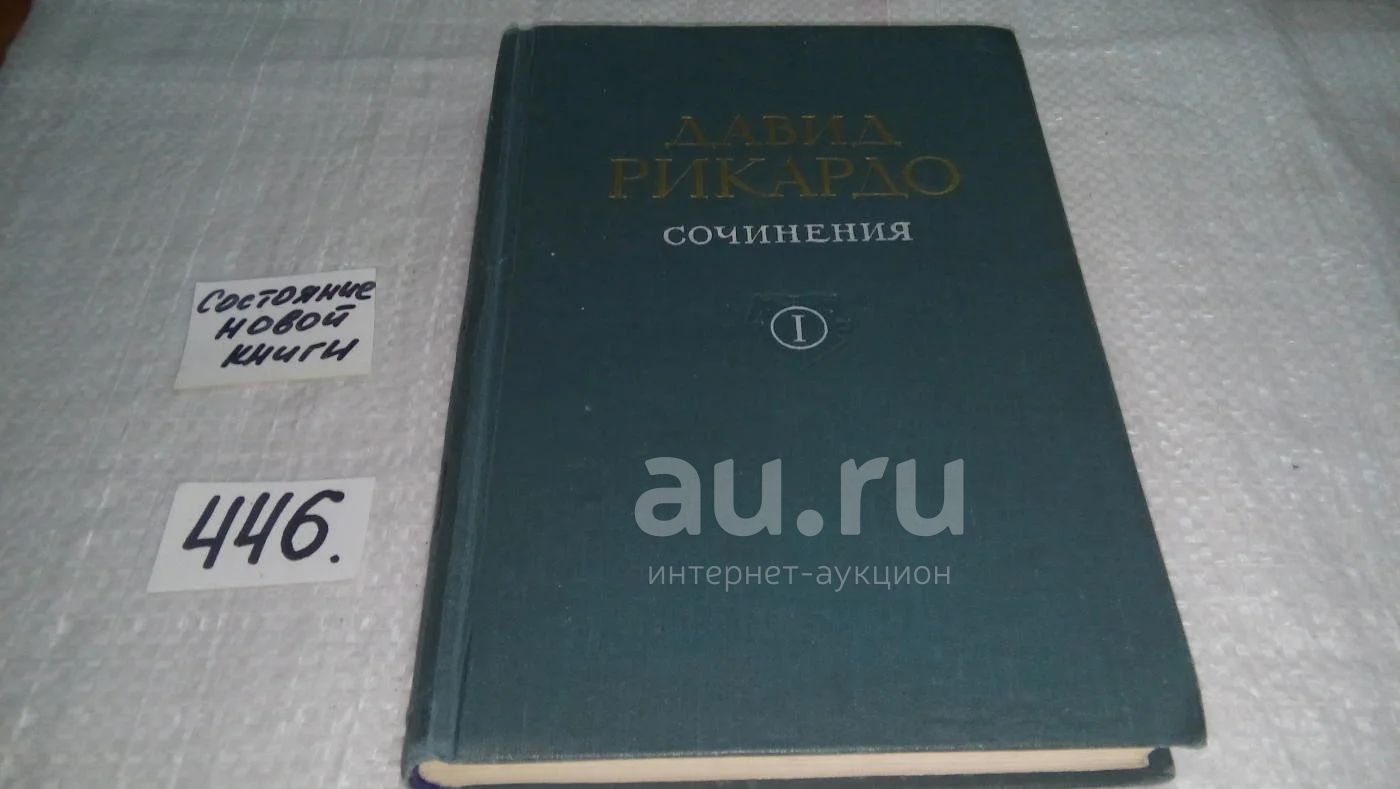 ДАВИД
РИКАРДО
СОЧИНЕНИЯ
I
Состояние
новой
книги
446.
au.ru
интернет-аукцион